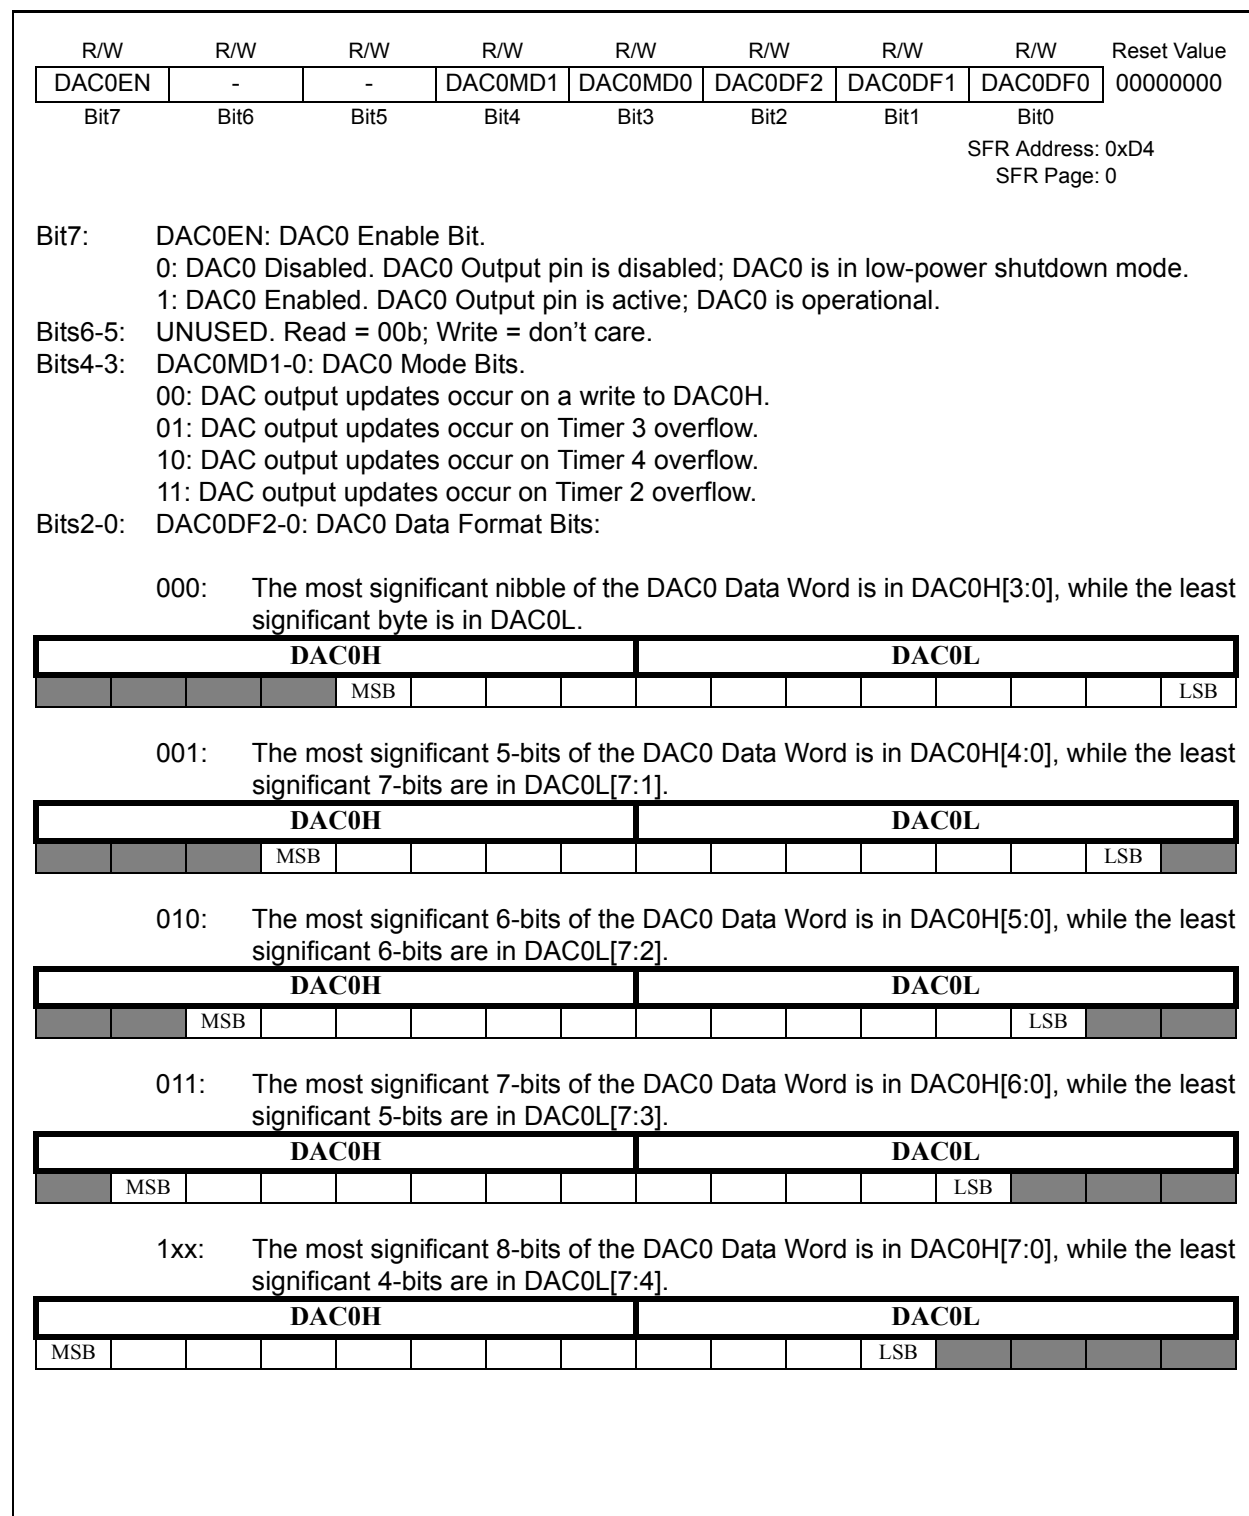 R/W R/W R/W R/W R/W R/W R/W R/W Reset Value
DAC0EN - - DAC0MD1 DAC0MD0 DAC0DF2 DAC0DF1 DAC0DF0 00000000
Bit7 Bit6 Bit5 Bit4 Bit3 Bit2 Bit1 Bit0
SFR Address: 0xD4
SFR Page: 0
Bit7: DAC0EN: DAC0 Enable Bit.
0: DAC0 Disabled. DAC0 Output pin is disabled; DAC0 is in low-power shutdown mode.
1: DAC0 Enabled. DAC0 Output pin is active; DAC0 is operational.
Bits6-5: UNUSED. Read = 00b; Write = don’t care.
Bits4-3: DAC0MD1-0: DAC0 Mode Bits.
00: DAC output updates occur on a write to DAC0H.
01: DAC output updates occur on Timer 3 overflow.
10: DAC output updates occur on Timer 4 overflow.
11: DAC output updates occur on Timer 2 overflow.
Bits2-0: DAC0DF2-0: DAC0 Data Format Bits:
000: The most significant nibble of the DAC0 Data Word is in DAC0H[3:0], while the least
significant byte is in DAC0L.
DAC0H DAC0L
MSB LSB
001: The most significant 5-bits of the DAC0 Data Word is in DAC0H[4:0], while the least
significant 7-bits are in DAC0L[7:1].
DAC0H DAC0L
MSB LSB
010: The most significant 6-bits of the DAC0 Data Word is in DAC0H[5:0], while the least
significant 6-bits are in DAC0L[7:2].
DAC0H DAC0L
MSB LSB
011: The most significant 7-bits of the DAC0 Data Word is in DAC0H[6:0], while the least
significant 5-bits are in DAC0L[7:3].
DAC0H DAC0L
MSB LSB
1xx: The most significant 8-bits of the DAC0 Data Word is in DAC0H[7:0], while the least
significant 4-bits are in DAC0L[7:4].
DAC0H DAC0L
MSB LSB